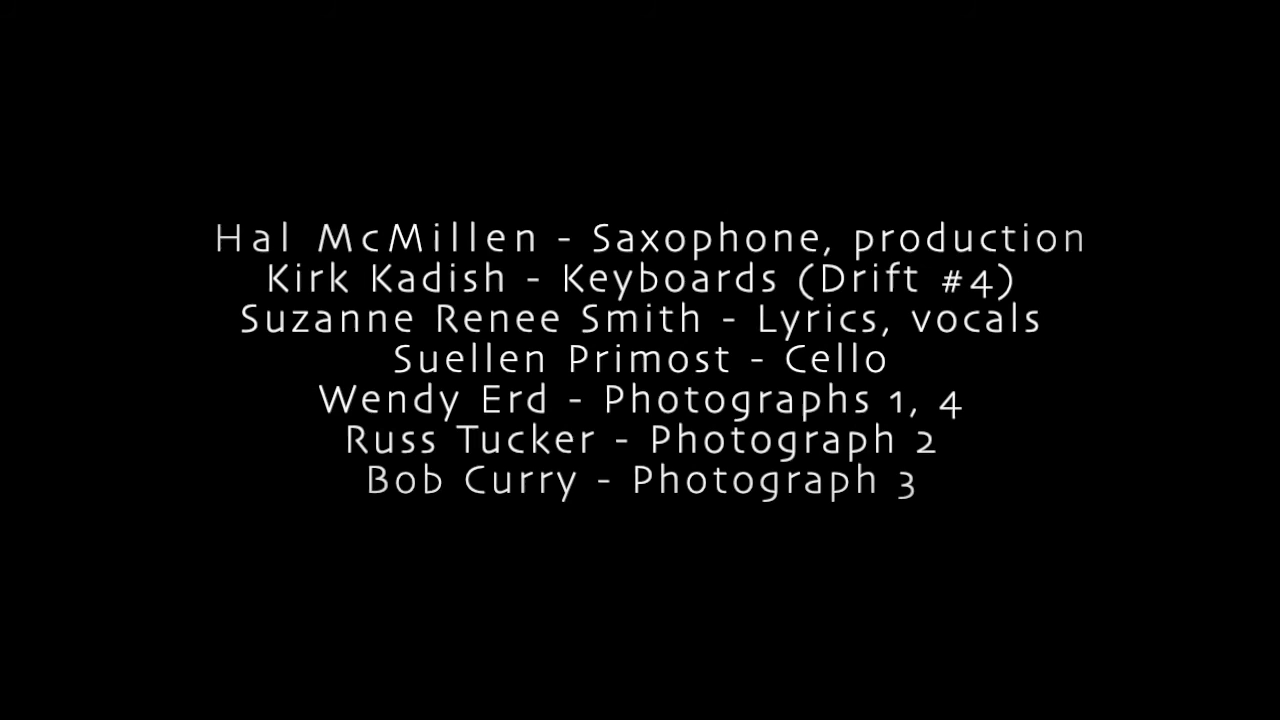 Hal McMillen - Saxophone, production
Kirk Kadish - Keyboards (Drift #4)
Suzanne Renee Smith - Lyrics, vocals
Suellen Primost - Cello
Wendy Erd - Photographs 1, 4
Russ Tucker - Photograph 2
Bob Curry - Photograph 3